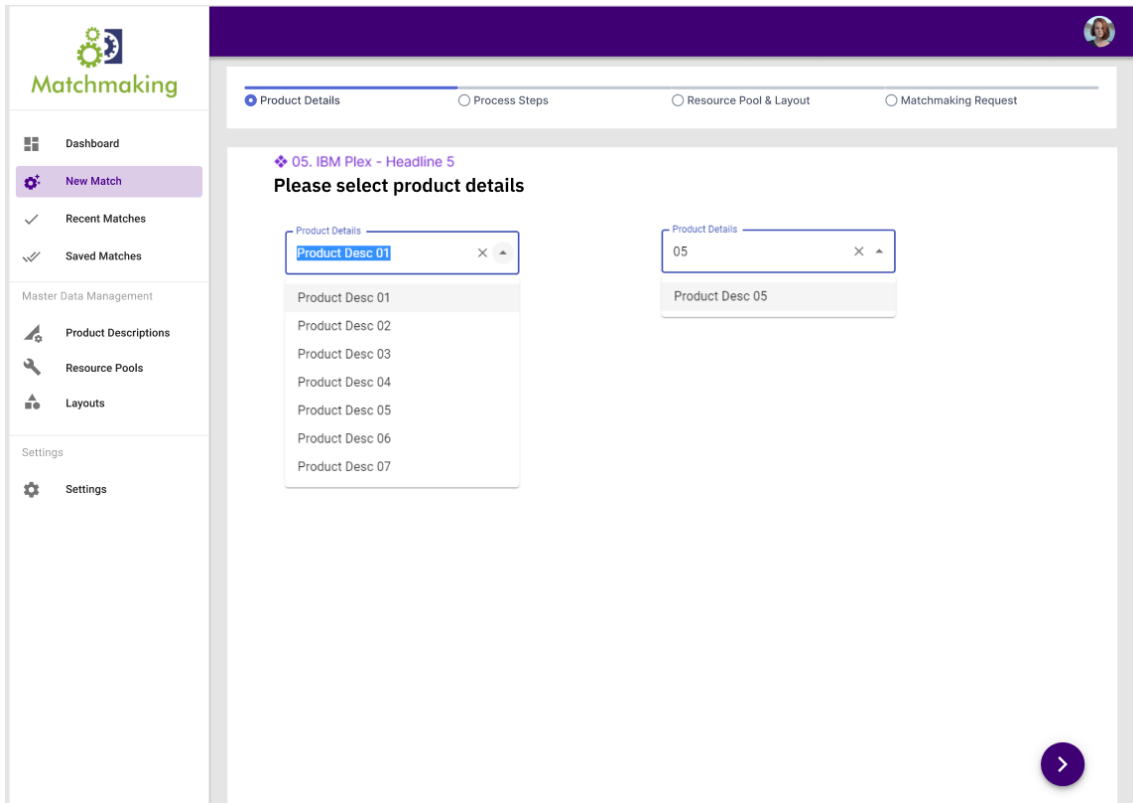 Matchmaking
Dashboard
New Match
Recent Matches
Saved Matches
Master Data Management
Product Descriptions
Resource Pools
Layouts
Settings
Settings
Product Details
Process Steps
Resource Pool & Layout
Matchmaking Request
05. IBM Plex - Headline 5
Please select product details
Product Details
Product Desc 01
Product Desc 01
Product Desc 02
Product Desc 03
Product Desc 04
Product Desc 05
Product Desc 06
Product Desc 07
Product Details
05
Product Desc 05